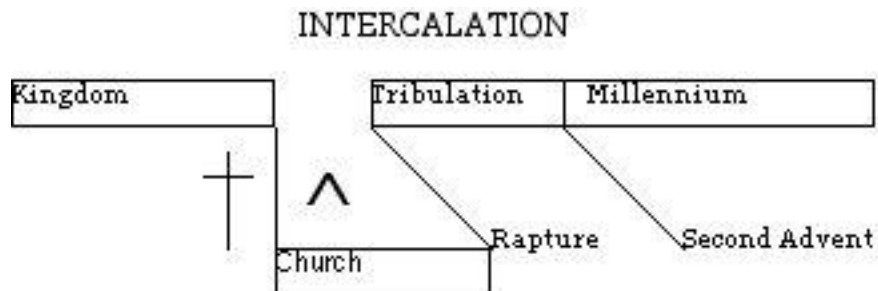 INTERCALATION
Kingdom Tribulation Millennium
^
Rapture Second Advent
Church